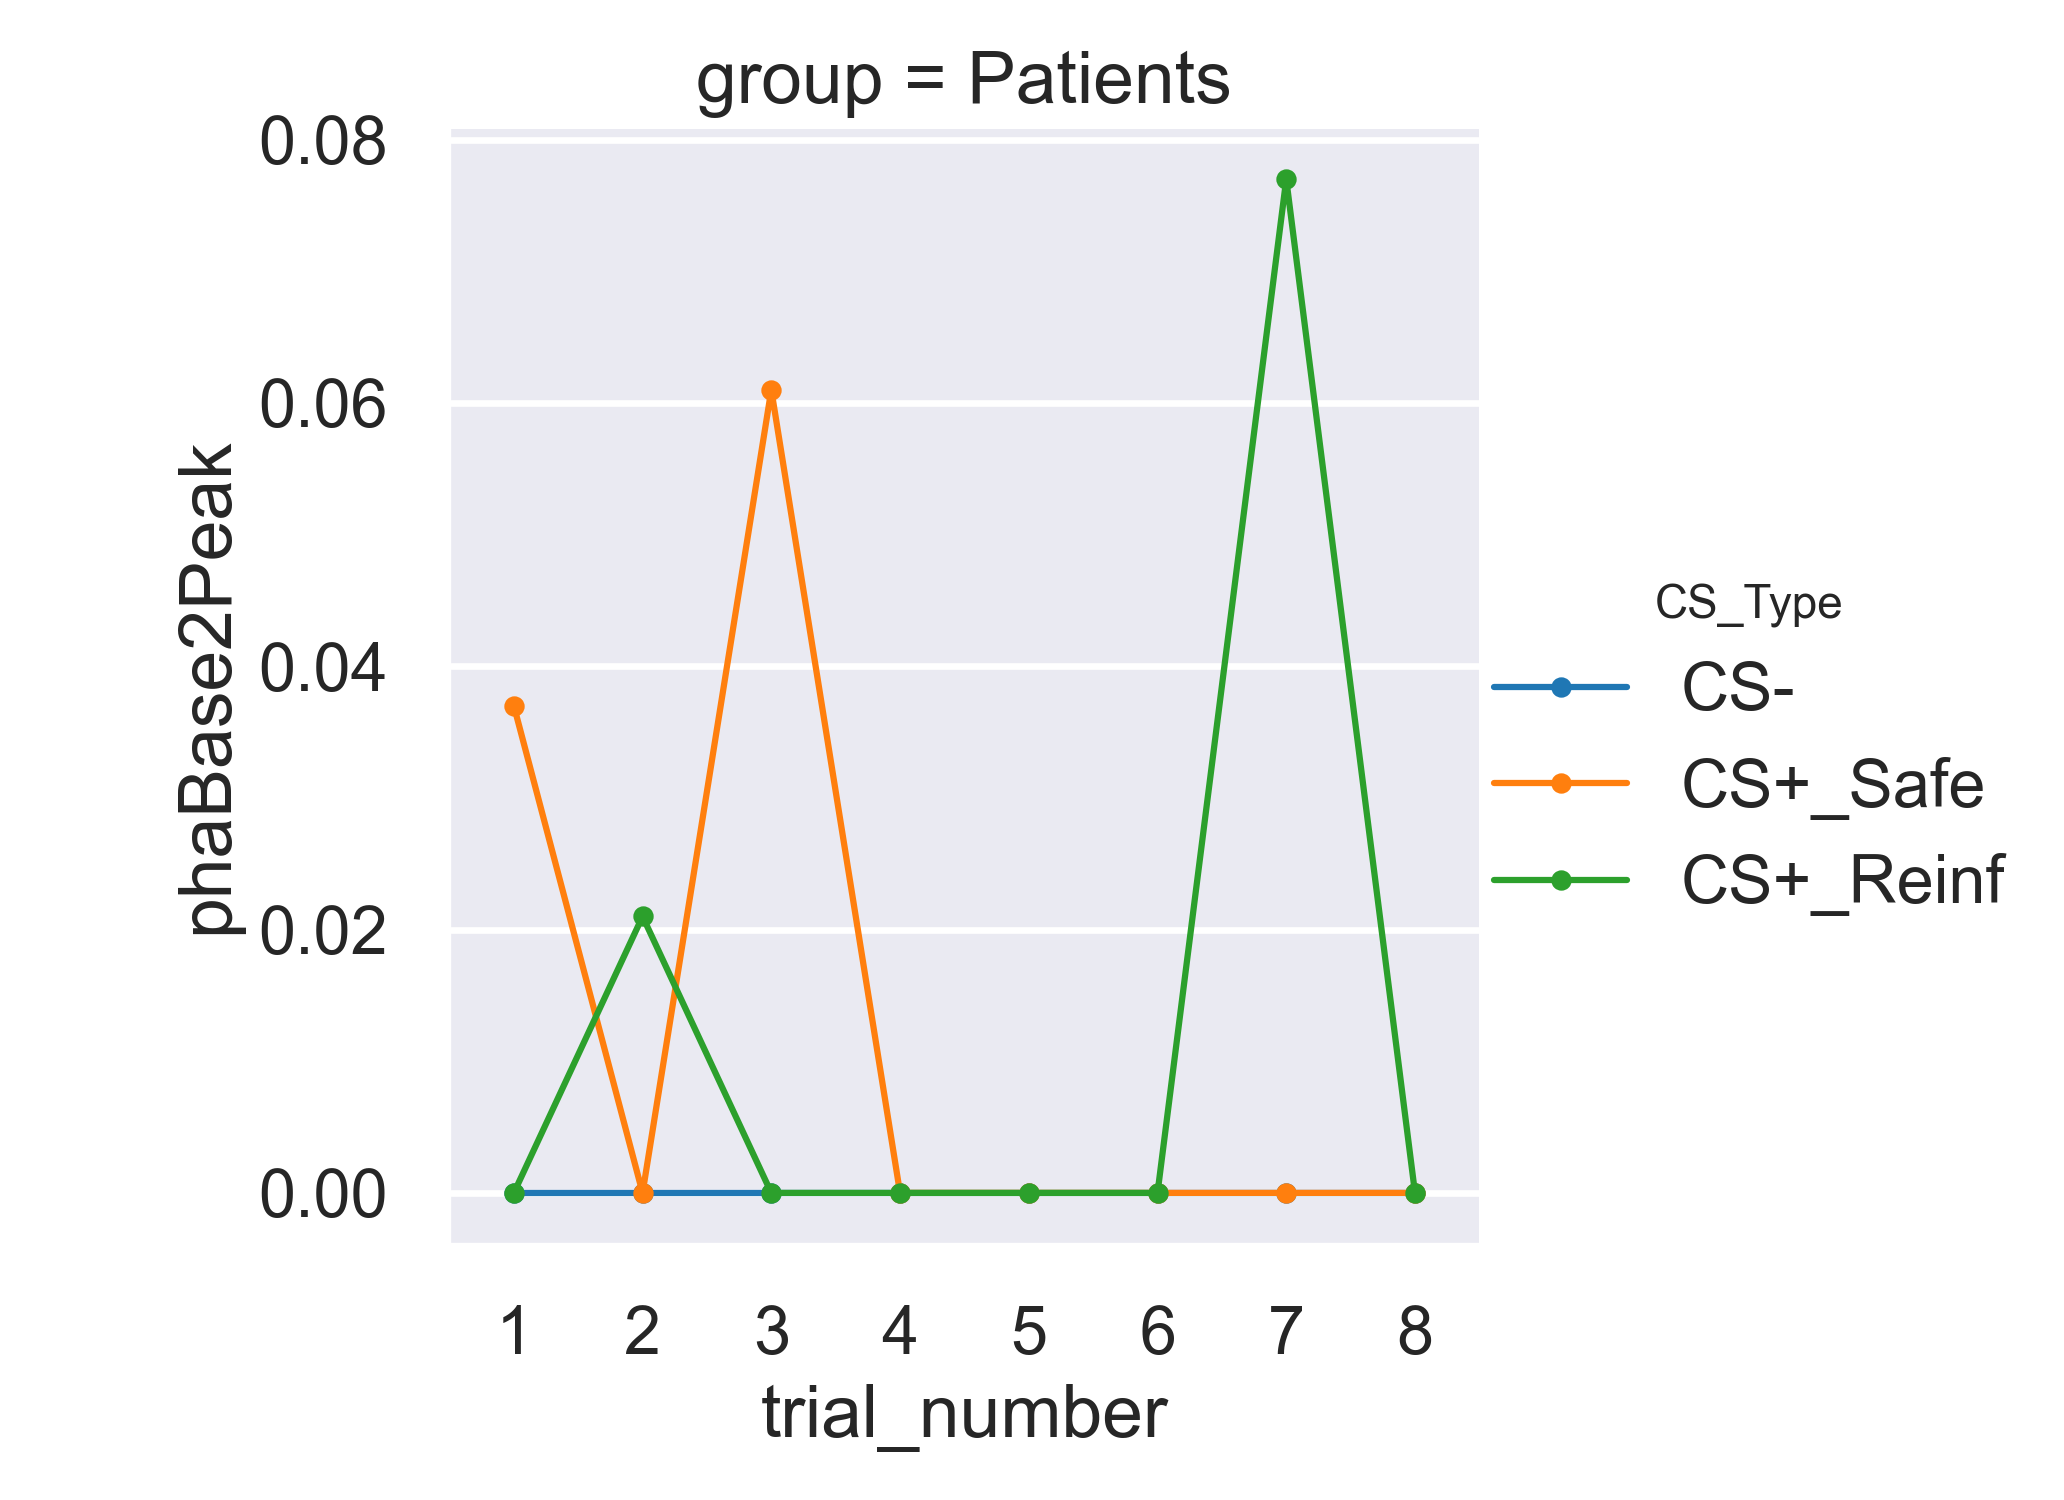 group = Patients
0.08
0.06
0.04
0.02
0.00
phaBase2Peak
1 2 3 4 5 6 7 8
trial_number
CS_Type
CS-
CS+_Safe
CS+_Reinf